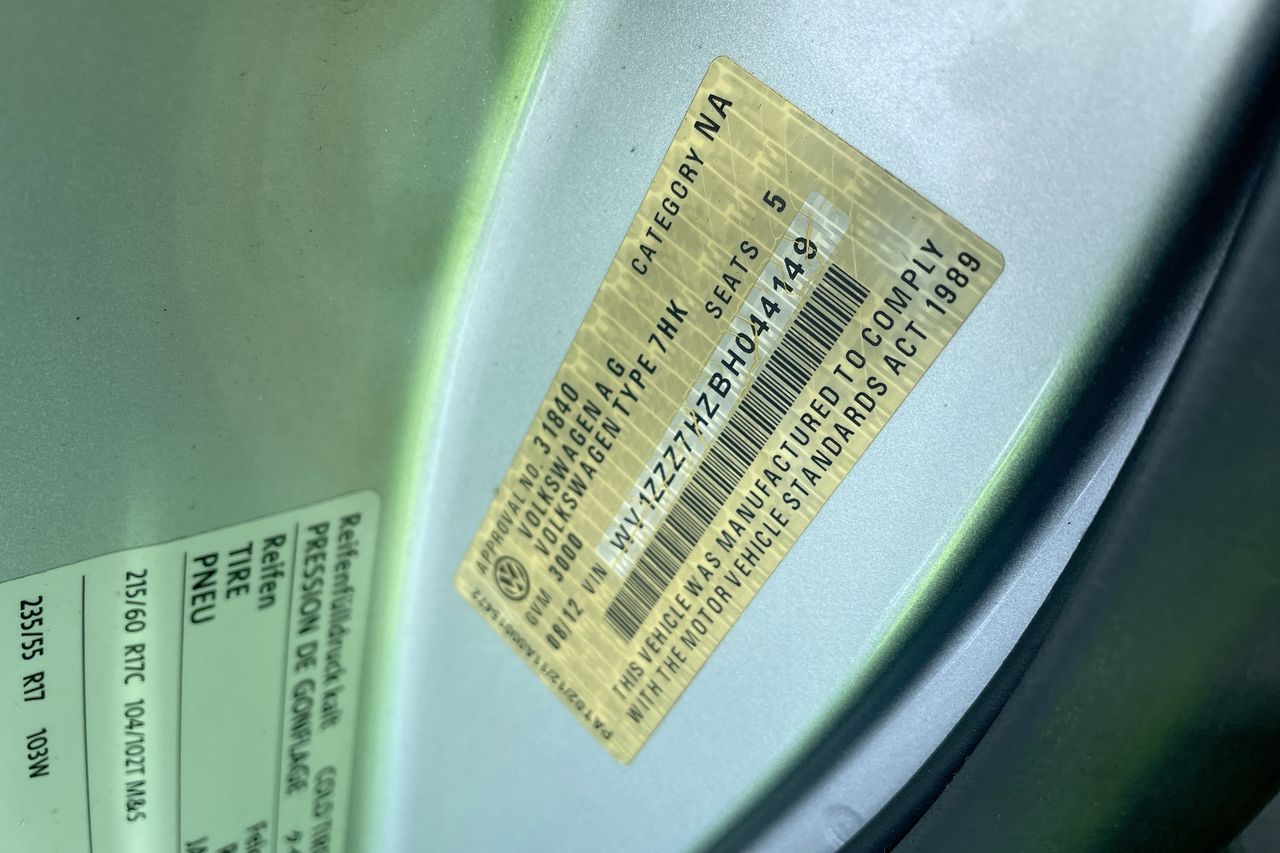 APPROVAL NO. 31840 CATEGORY NA
VOLKSWAGEN A G
VOLKSWAGEN TYPE 7HK
GVM 3000 SEATS 5
08/12 VIN WV1ZZZ7HZBH044149
THIS VEHICLE WAS MANUFACTURED TO COMPLY
WITH THE MOTOR VEHICLE STANDARDS ACT 1989
Reifenfülldruck kalt. COLD
PRESSION DE GONFLAGE
Reifen
TIRE
PNEU
215/60 R17C 104/102T M&S
235/55 R17 103W